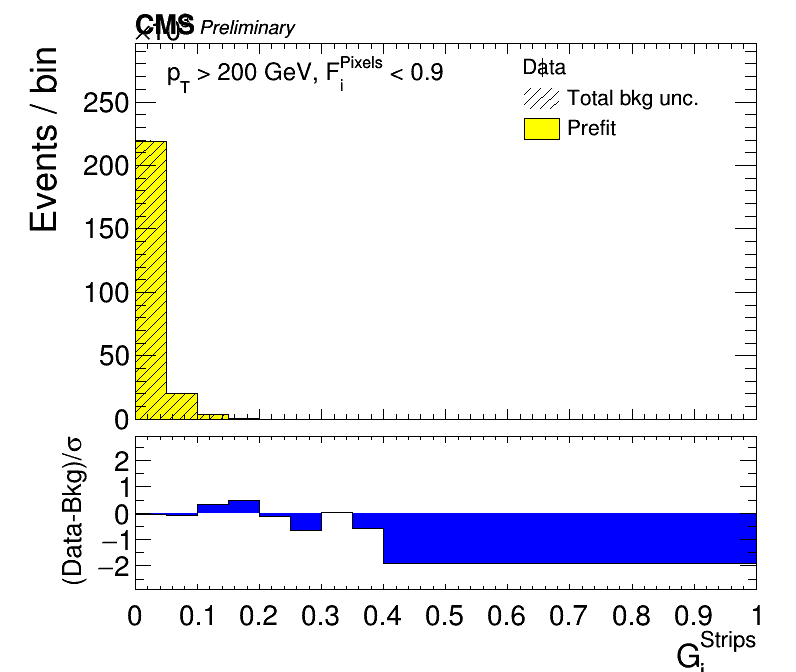 CMS Preliminary
×10³
p_T > 200 GeV, F_i^Pixels < 0.9
Data
Total bkg unc.
Prefit
Events / bin
250
200
150
100
50
0
(Data-Bkg)/σ
2
1
0
−1
−2
0 0.1 0.2 0.3 0.4 0.5 0.6 0.7 0.8 0.9 1
G_i^Strips